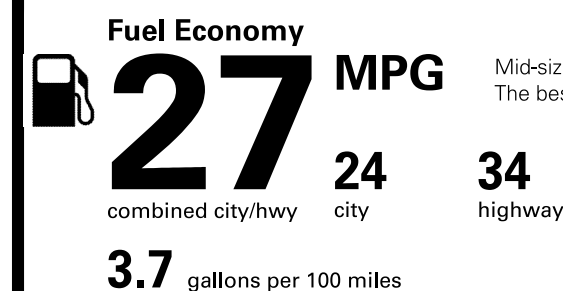 Fuel Economy
27 MPG
Mid-siz
The bes
24 34
combined city/hwy city highway
3.7 gallons per 100 miles